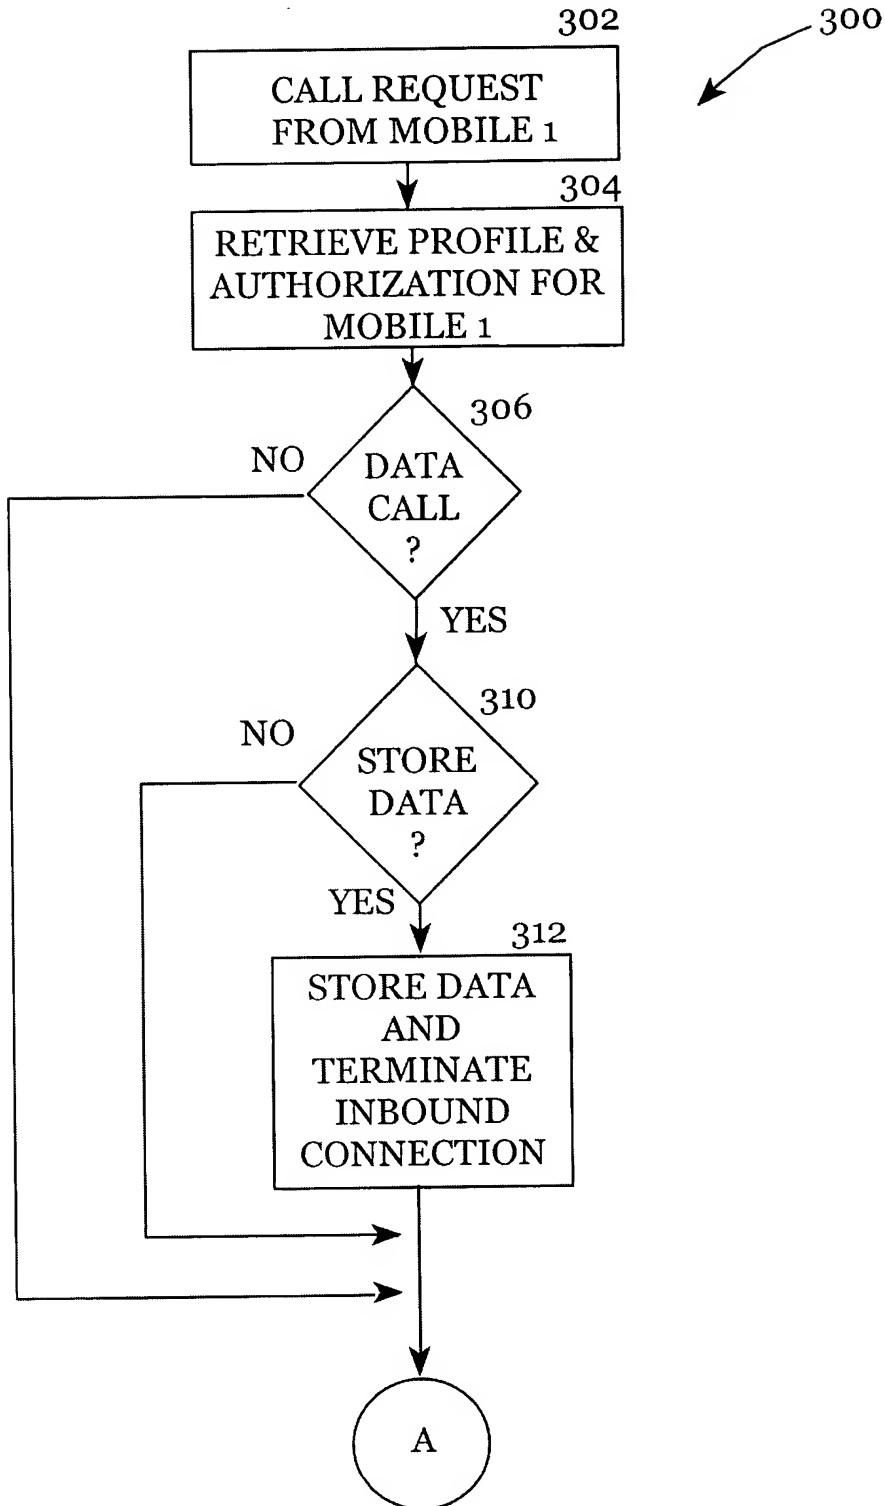 302
300
CALL REQUEST
FROM MOBILE 1
304
RETRIEVE PROFILE &
AUTHORIZATION FOR
MOBILE 1
306
NO
DATA
CALL
?
YES
310
NO
STORE
DATA
?
YES
312
STORE DATA
AND
TERMINATE
INBOUND
CONNECTION
A